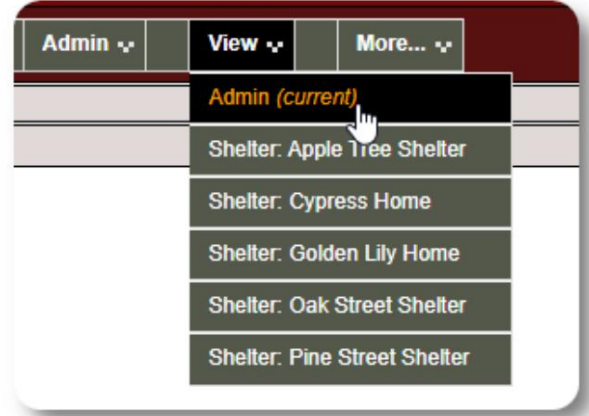 Admin View More...
Admin (current)
Shelter: Apple Tree Shelter
Shelter: Cypress Home
Shelter: Golden Lily Home
Shelter: Oak Street Shelter
Shelter: Pine Street Shelter